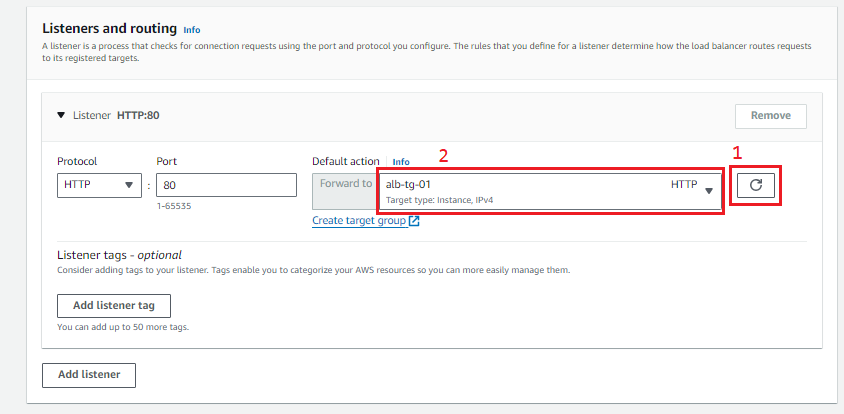 Listeners and routing Info
A listener is a process that checks for connection requests using the port and protocol you configure. The rules that you define for a listener determine how the load balancer routes requests
to its registered targets.
Listener HTTP:80
Remove
Protocol
Port
Default action Info
2
1
HTTP
:
80
Forward to
alb-tg-01
HTTP
Target type: Instance, IPv4
1-65535
Create target group
Listener tags - optional
Consider adding tags to your listener. Tags enable you to categorize your AWS resources so you can more easily manage them.
Add listener tag
You can add up to 50 more tags.
Add listener